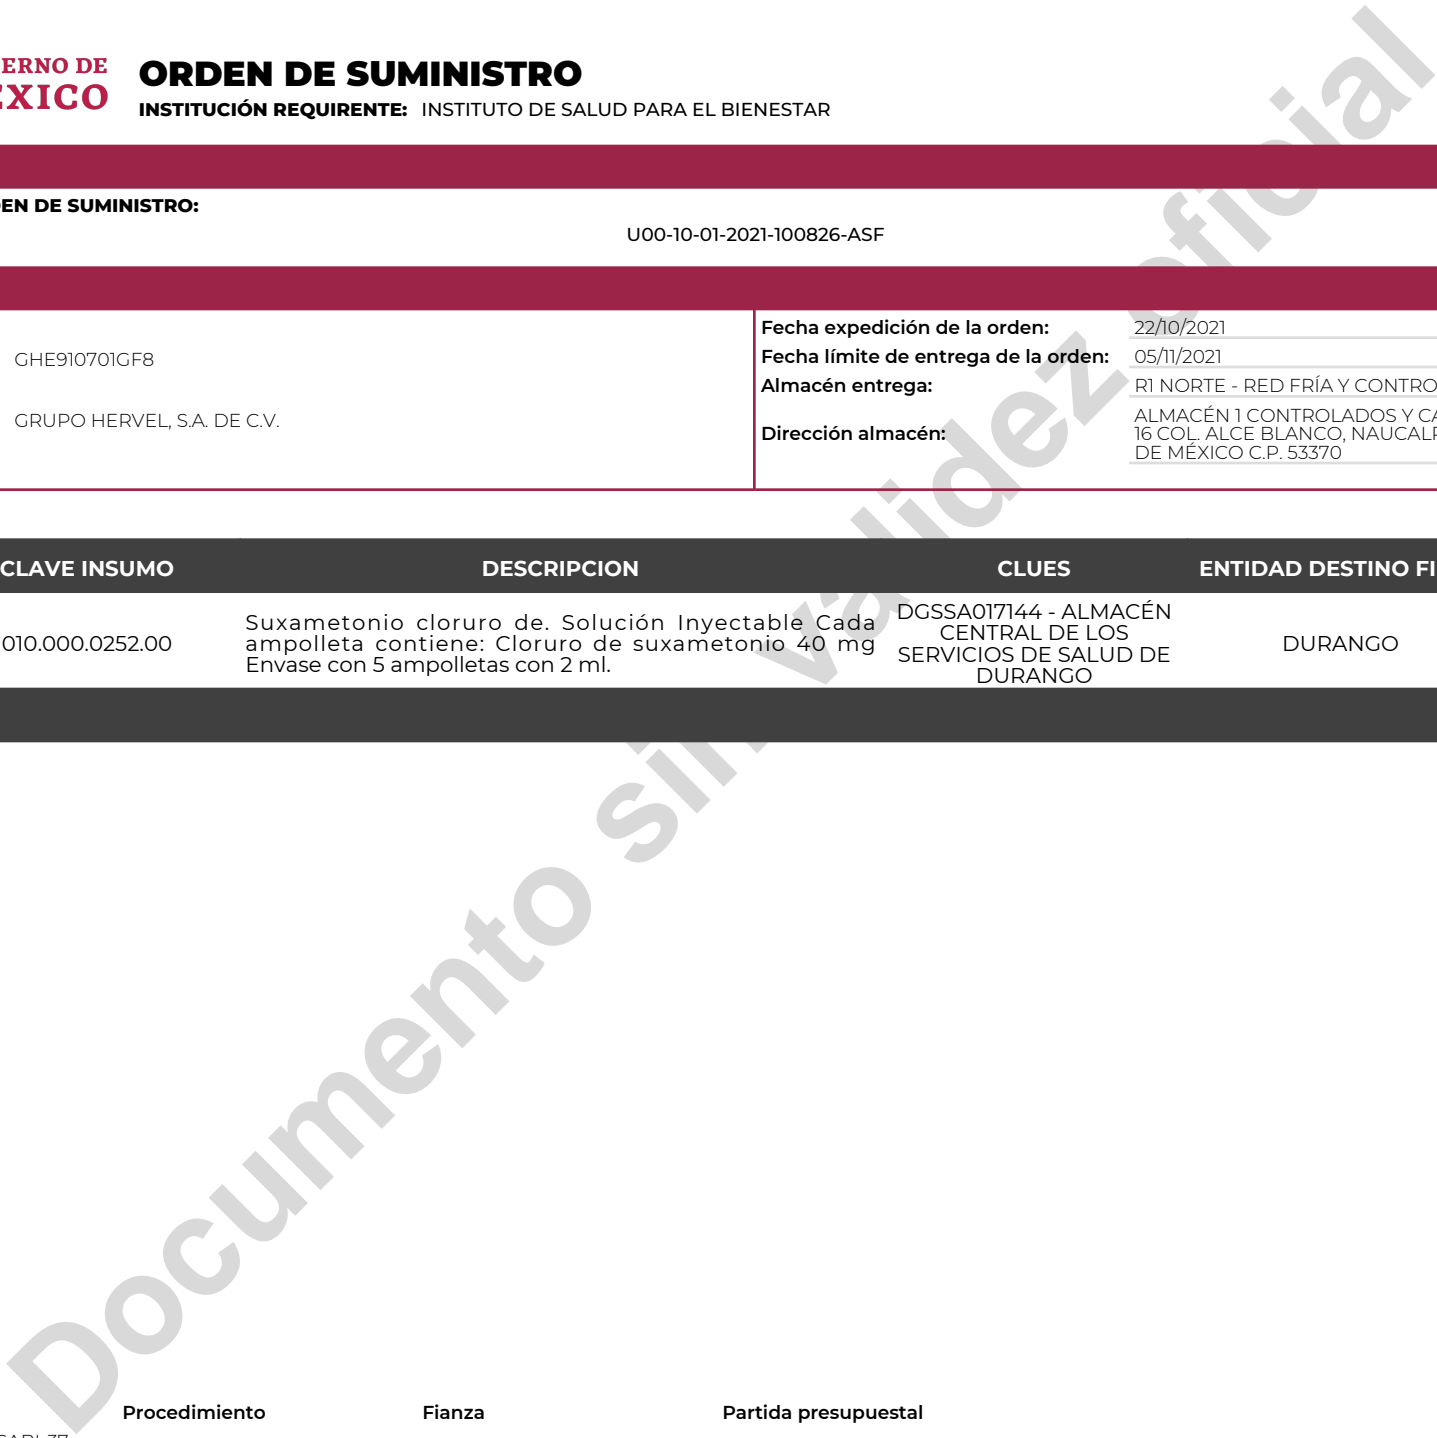 ERNO DE
ÉXICO
ORDEN DE SUMINISTRO
INSTITUCIÓN REQUIRENTE: INSTITUTO DE SALUD PARA EL BIENESTAR
EN DE SUMINISTRO:
U00-10-01-2021-100826-ASF
GHE910701GF8
GRUPO HERVEL, S.A. DE C.V.
Fecha expedición de la orden: 22/10/2021
Fecha límite de entrega de la orden: 05/11/2021
Almacén entrega: R1 NORTE - RED FRÍA Y CONTRO
Dirección almacén: ALMACÉN 1 CONTROLADOS Y CA
16 COL. ALCE BLANCO, NAUCALP
DE MÉXICO C.P. 53370
CLAVE INSUMO DESCRIPCION CLUES ENTIDAD DESTINO FI
010.000.0252.00
Suxametonio cloruro de. Solución Inyectable Cada
ampolleta contiene: Cloruro de suxametonio 40 mg
Envase con 5 ampolletas con 2 ml.
DGSSA017144 - ALMACÉN
CENTRAL DE LOS
SERVICIOS DE SALUD DE
DURANGO
DURANGO
Documento sin validez oficial
Procedimiento Fianza Partida presupuestal